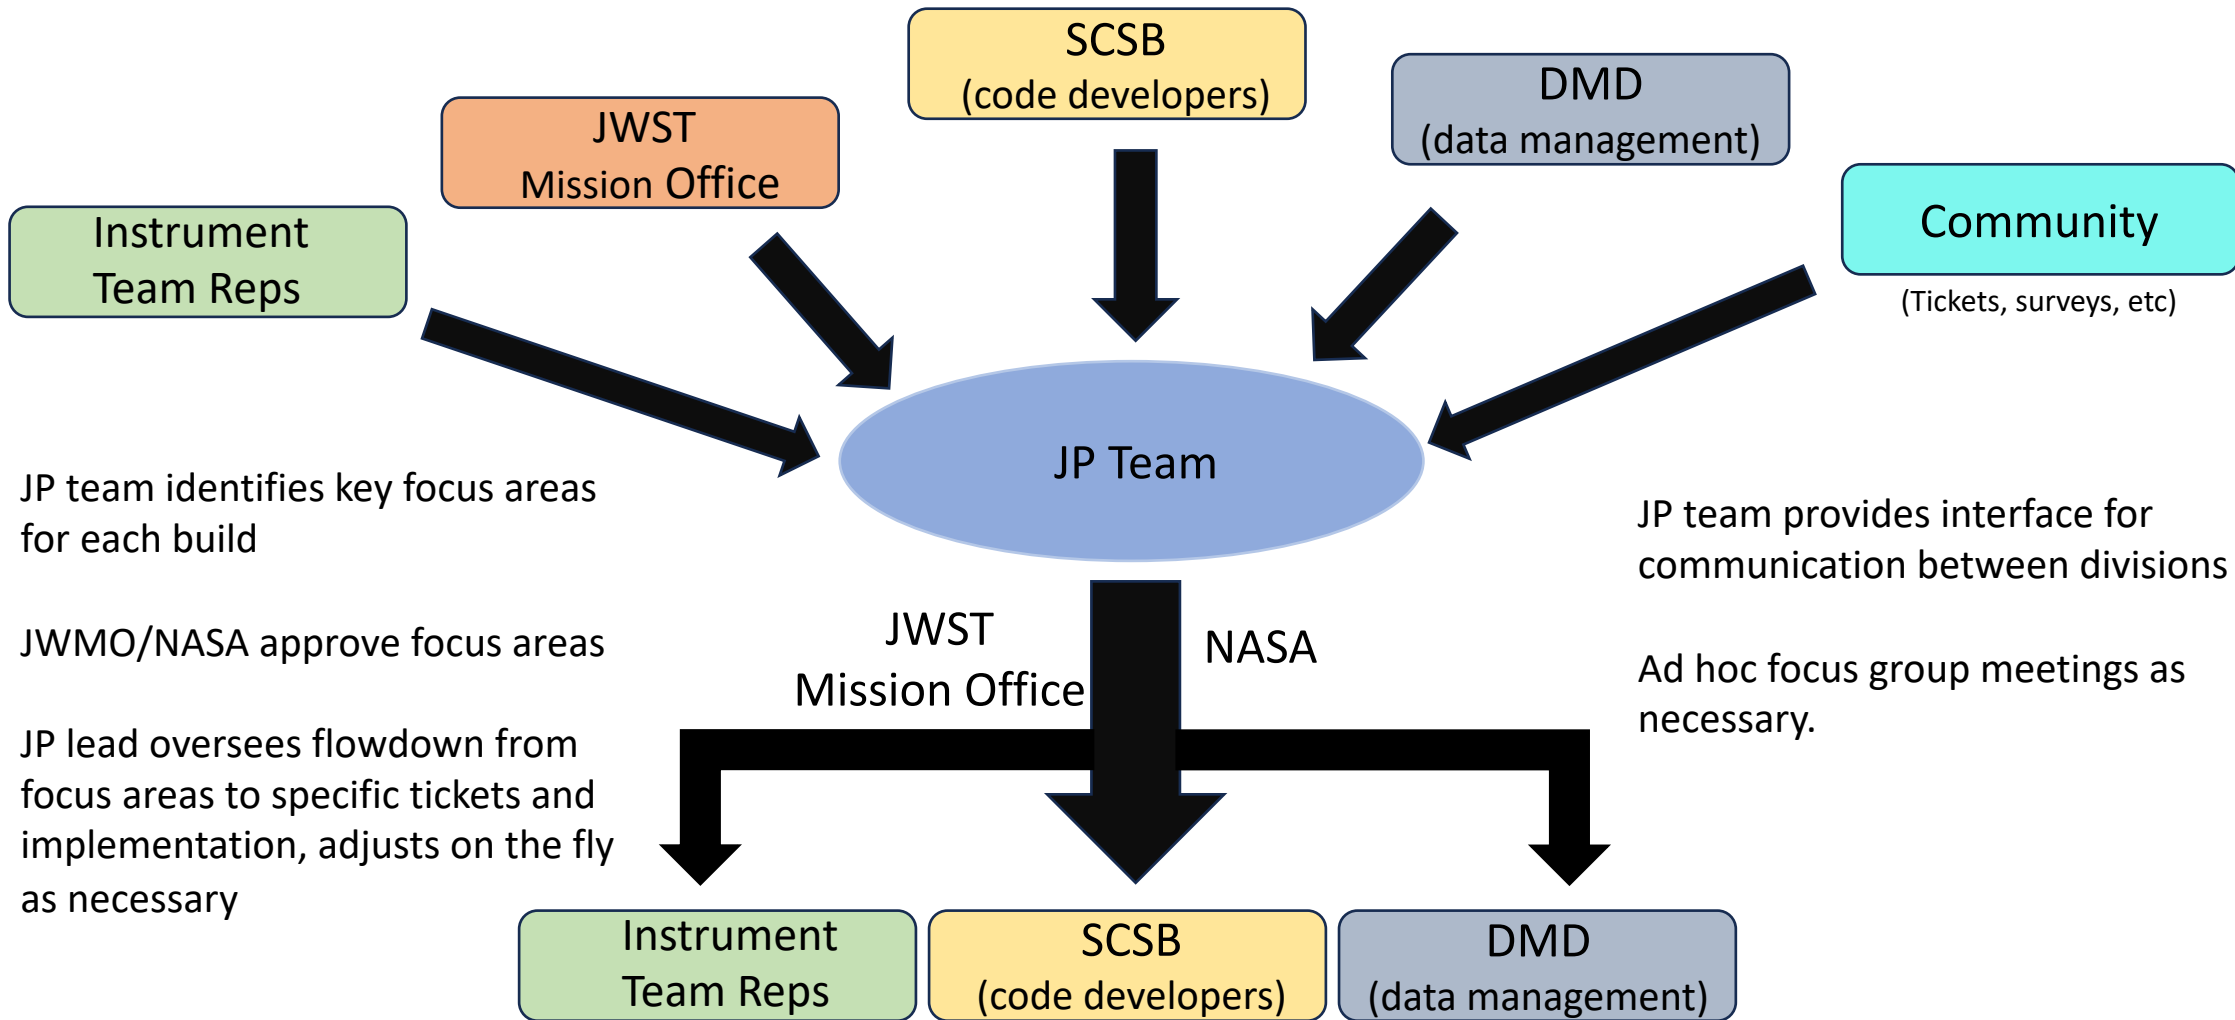 SCSB
(code developers)
DMD
(data management)
JWST
Mission Office
Community
(Tickets, surveys, etc)
Instrument
Team Reps
JP Team
JP team identifies key focus areas
for each build
JWMO/NASA approve focus areas
JP lead oversees flowdown from
focus areas to specific tickets and
implementation, adjusts on the fly
as necessary
JP team provides interface for
communication between divisions
Ad hoc focus group meetings as
necessary.
JWST
Mission Office
NASA
Instrument
Team Reps
SCSB
(code developers)
DMD
(data management)